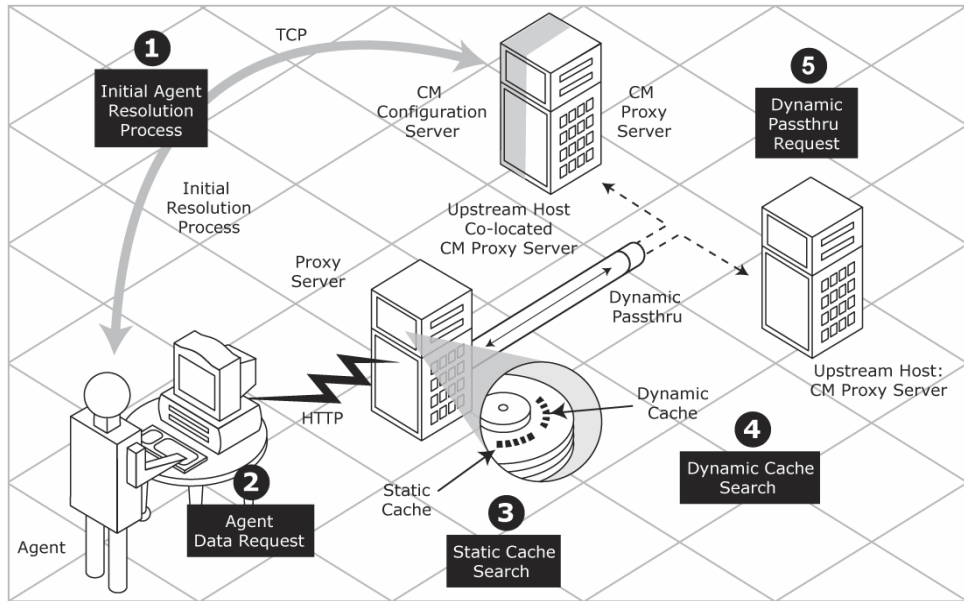 1
Initial Agent
Resolution
Process
TCP
CM
Configuration
Server
CM
Proxy
Server
5
Dynamic
Passthru
Request
Initial
Resolution
Process
Upstream Host
Co-located
CM Proxy Server
Proxy
Server
Dynamic
Passthru
Upstream Host:
CM Proxy Server
HTTP
Dynamic
Cache
4
Dynamic Cache
Search
2
Agent
Data Request
Static
Cache
3
Static Cache
Search
Agent